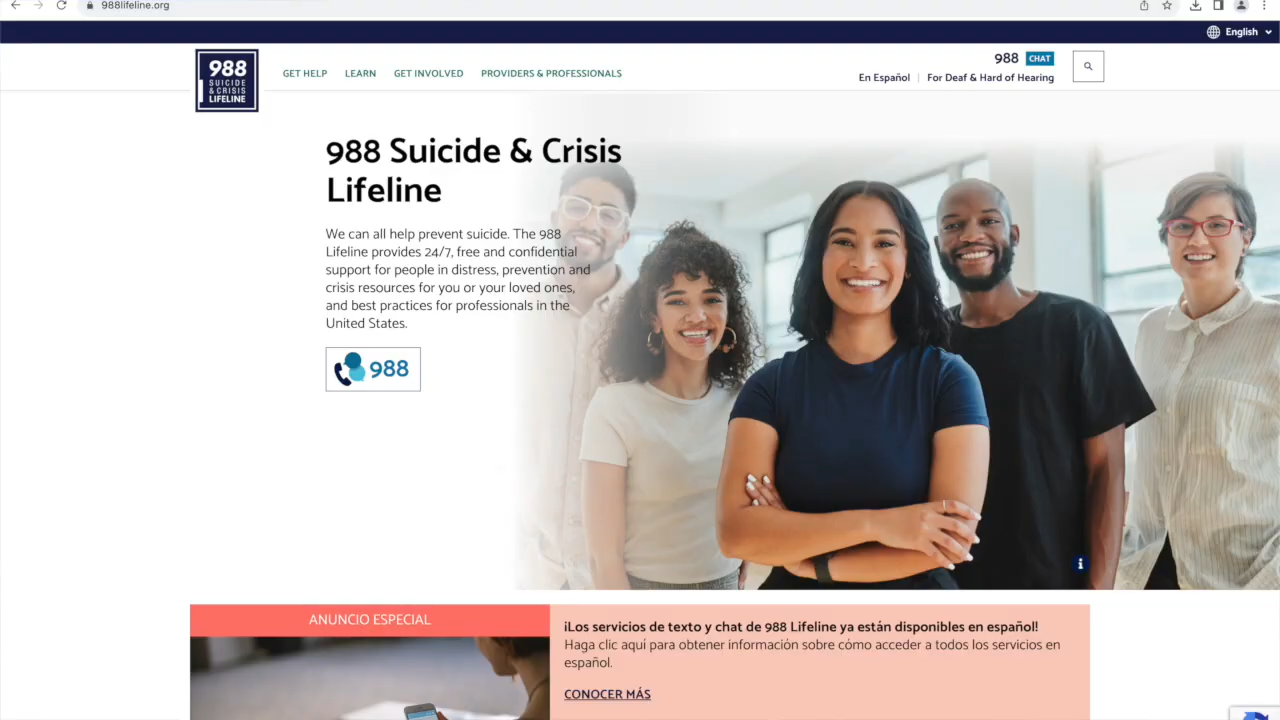 988lifeline.org
English
988
SUICIDE
& CRISIS
LIFELINE
GET HELP
LEARN
GET INVOLVED
PROVIDERS & PROFESSIONALS
988 CHAT
En Español | For Deaf & Hard of Hearing
988 Suicide & Crisis
Lifeline
We can all help prevent suicide. The 988
Lifeline provides 24/7, free and confidential
support for people in distress, prevention and
crisis resources for you or your loved ones,
and best practices for professionals in the
United States.
988
i
ANUNCIO ESPECIAL
¡Los servicios de texto y chat de 988 Lifeline ya están disponibles en español!
Haga clic aquí para obtener información sobre cómo acceder a todos los servicios en
español.
CONOCER MÁS